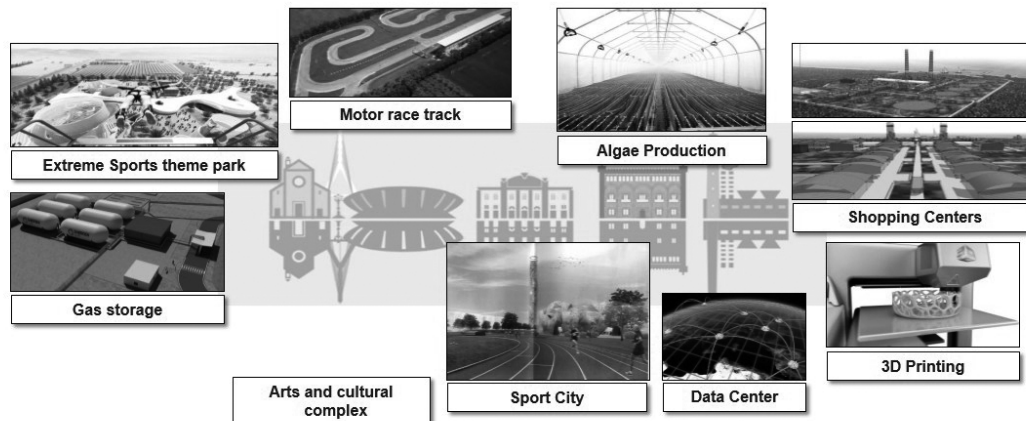 Motor race track
Extreme Sports theme park
Algae Production
Shopping Centers
Gas storage
3D Printing
Arts and cultural
complex
Sport City
Data Center